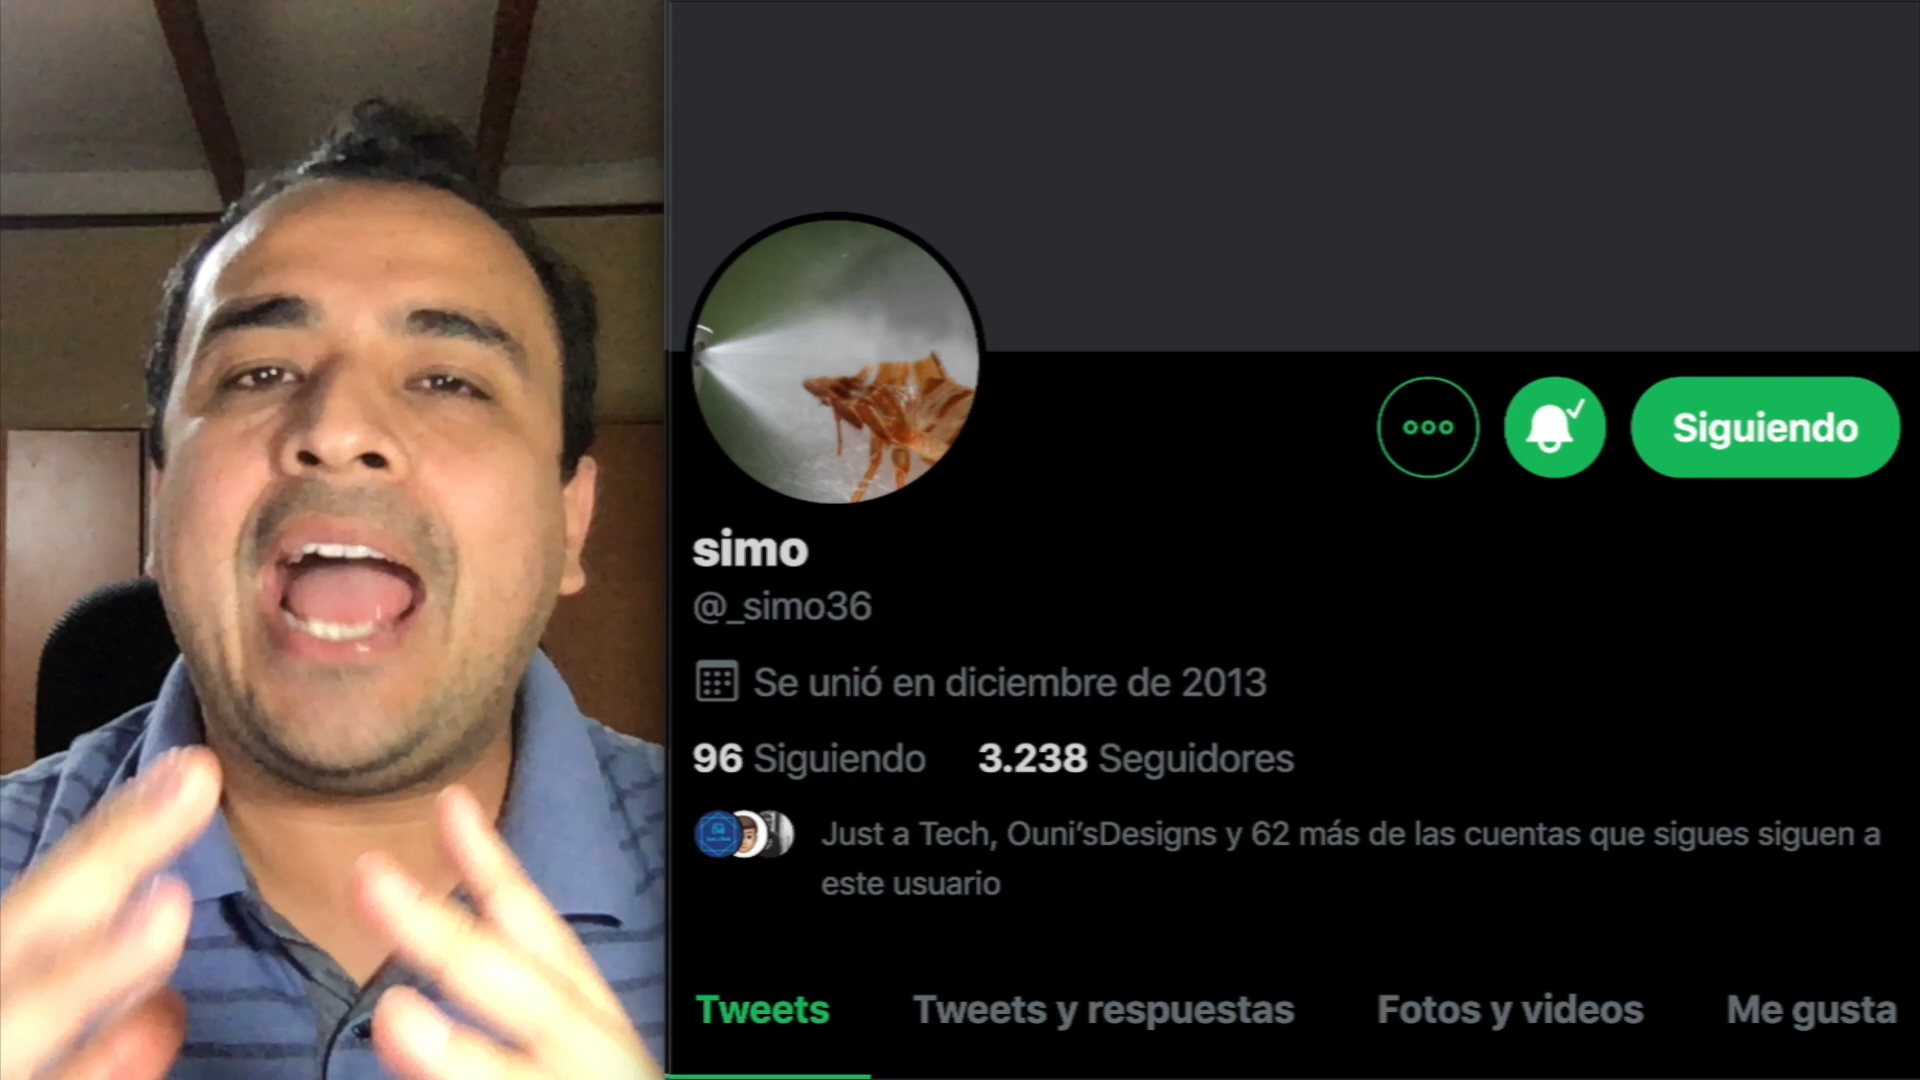 Siguiendo
simo
@_simo36
Se unió en diciembre de 2013
96 Siguiendo 3.238 Seguidores
Just a Tech, Ouni'sDesigns y 62 más de las cuentas que sigues siguen a
este usuario
Tweets Tweets y respuestas Fotos y videos Me gusta